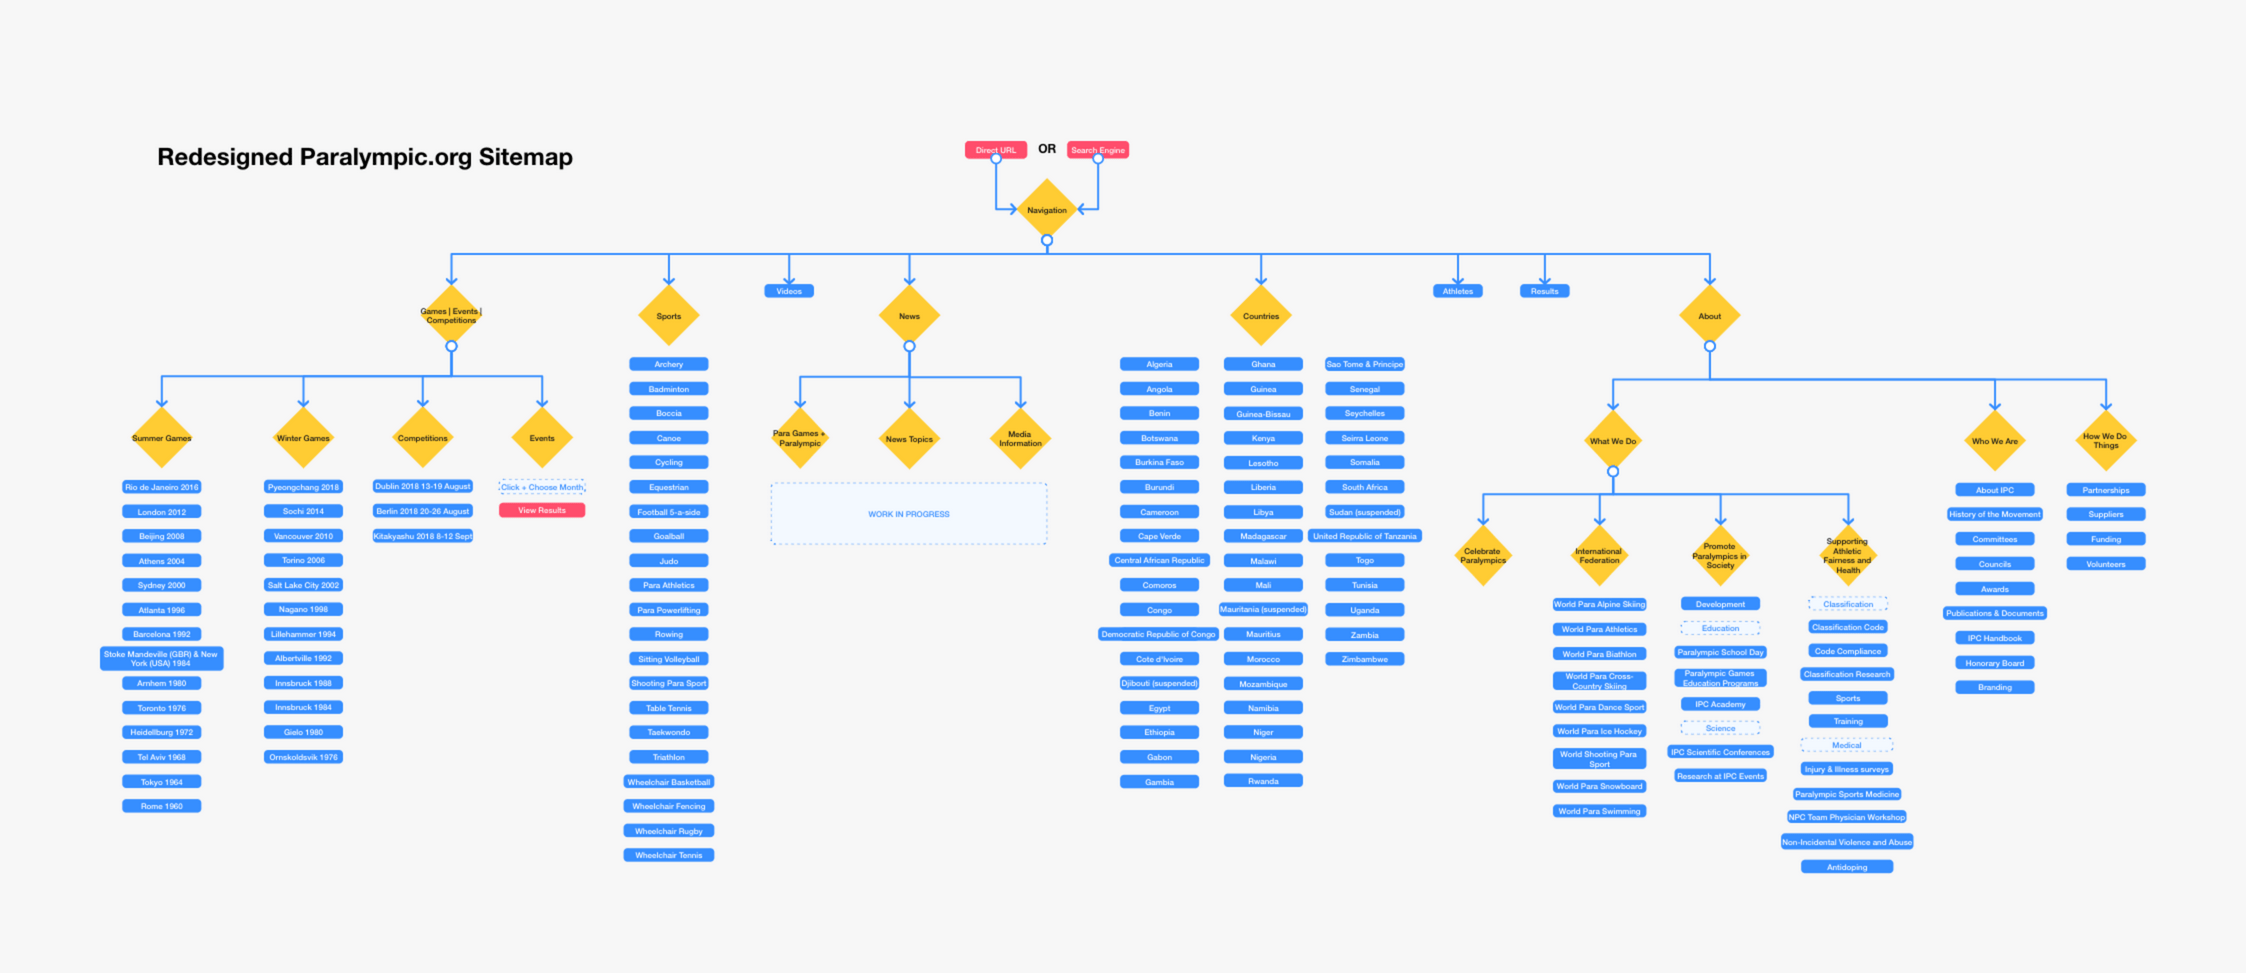 Redesigned Paralympic.org Sitemap
Direct URL
OR
Search Engine
Navigation
Games | Events |
Competitions
Sports
Videos
News
Countries
Athletes
Results
About
Summer Games
Rio de Janeiro 2016
London 2012
Beijing 2008
Athens 2004
Sydney 2000
Atlanta 1996
Barcelona 1992
Stoke Mandeville (GBR) & New
York (USA) 1984
Arnhem 1980
Toronto 1976
Heidellburg 1972
Tel Aviv 1968
Tokyo 1964
Rome 1960
Winter Games
Pyeongchang 2018
Sochi 2014
Vancouver 2010
Torino 2006
Salt Lake City 2002
Nagano 1998
Lillehammer 1994
Albertville 1992
Innsbruck 1988
Innsbruck 1984
Gielo 1980
Ornskoldsvik 1976
Competitions
Dublin 2018 13-19 August
Berlin 2018 20-26 August
Kitakyashu 2018 8-12 Sept
Events
Click + Choose Month
View Results
Archery
Badminton
Boccia
Canoe
Cycling
Equestrian
Football 5-a-side
Goalball
Judo
Para Athletics
Para Powerlifting
Rowing
Sitting Volleyball
Shooting Para Sport
Table Tennis
Taekwondo
Triathlon
Wheelchair Basketball
Wheelchair Fencing
Wheelchair Rugby
Wheelchair Tennis
Para Games +
Paralympic
News Topics
Media
Information
WORK IN PROGRESS
Algeria
Angola
Benin
Botswana
Burkina Faso
Burundi
Cameroon
Cape Verde
Central African Republic
Comoros
Congo
Democratic Republic of Congo
Cote d'Ivoire
Djibouti (suspended)
Egypt
Ethiopia
Gabon
Gambia
Ghana
Guinea
Guinea-Bissau
Kenya
Lesotho
Liberia
Libya
Madagascar
Malawi
Mali
Mauritania (suspended)
Mauritius
Morocco
Mozambique
Namibia
Niger
Nigeria
Rwanda
Sao Tome & Principe
Senegal
Seychelles
Seirra Leone
Somalia
South Africa
Sudan (suspended)
United Republic of Tanzania
Togo
Tunisia
Uganda
Zambia
Zimbambwe
What We Do
Who We Are
How We Do
Things
Celebrate
Paralympics
International
Federation
World Para Alpine Skiing
World Para Athletics
World Para Biathlon
World Para Cross-
Country Skiing
World Para Dance Sport
World Para Ice Hockey
World Shooting Para
Sport
World Para Snowboard
World Para Swimming
Promote
Paralympics in
Society
Development
Education
Paralympic School Day
Paralympic Games
Education Programs
IPC Academy
Science
IPC Scientific Conferences
Research at IPC Events
Supporting
Athletic
Fairness and
Health
Classification
Classification Code
Code Compliance
Classification Research
Sports
Training
Medical
Injury & Illness surveys
Paralympic Sports Medicine
NPC Team Physician Workshop
Non-Incidental Violence and Abuse
Antidoping
About IPC
History of the Movement
Committees
Councils
Awards
Publications & Documents
IPC Handbook
Honorary Board
Branding
Partnerships
Suppliers
Funding
Volunteers